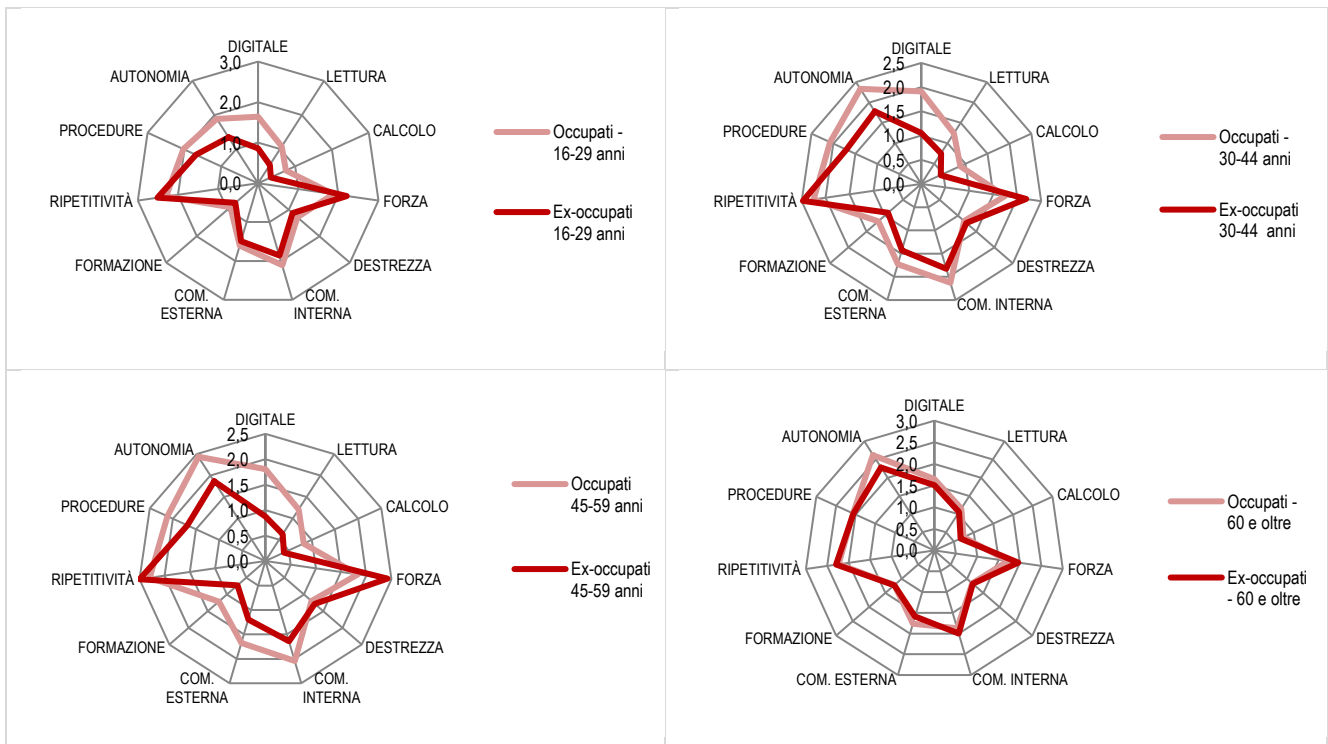 DIGITALE
3,0
AUTONOMIA
LETTURA
2,0
PROCEDURE
CALCOLO
1,0
0,0
RIPETITIVITÀ
FORZA
FORMAZIONE
DESTREZZA
COM.
ESTERNA
COM.
INTERNA
Occupati -
16-29 anni
Ex-occupati
16-29 anni
DIGITALE
2,5
AUTONOMIA
LETTURA
2,0
1,5
PROCEDURE
CALCOLO
1,0
0,5
0,0
RIPETITIVITÀ
FORZA
FORMAZIONE
DESTREZZA
COM.
ESTERNA
COM. INTERNA
Occupati -
30-44 anni
Ex-occupati
30-44 anni
DIGITALE
2,5
AUTONOMIA
LETTURA
2,0
1,5
PROCEDURE
CALCOLO
1,0
0,5
0,0
RIPETITIVITÀ
FORZA
FORMAZIONE
DESTREZZA
COM.
ESTERNA
COM.
INTERNA
Occupati
45-59 anni
Ex-occupati
45-59 anni
DIGITALE
3,0
AUTONOMIA
LETTURA
2,5
2,0
PROCEDURE
CALCOLO
1,5
1,0
0,5
0,0
RIPETITIVITÀ
FORZA
FORMAZIONE
DESTREZZA
COM. ESTERNA
COM. INTERNA
Occupati -
60 e oltre
Ex-occupati
- 60 e oltre